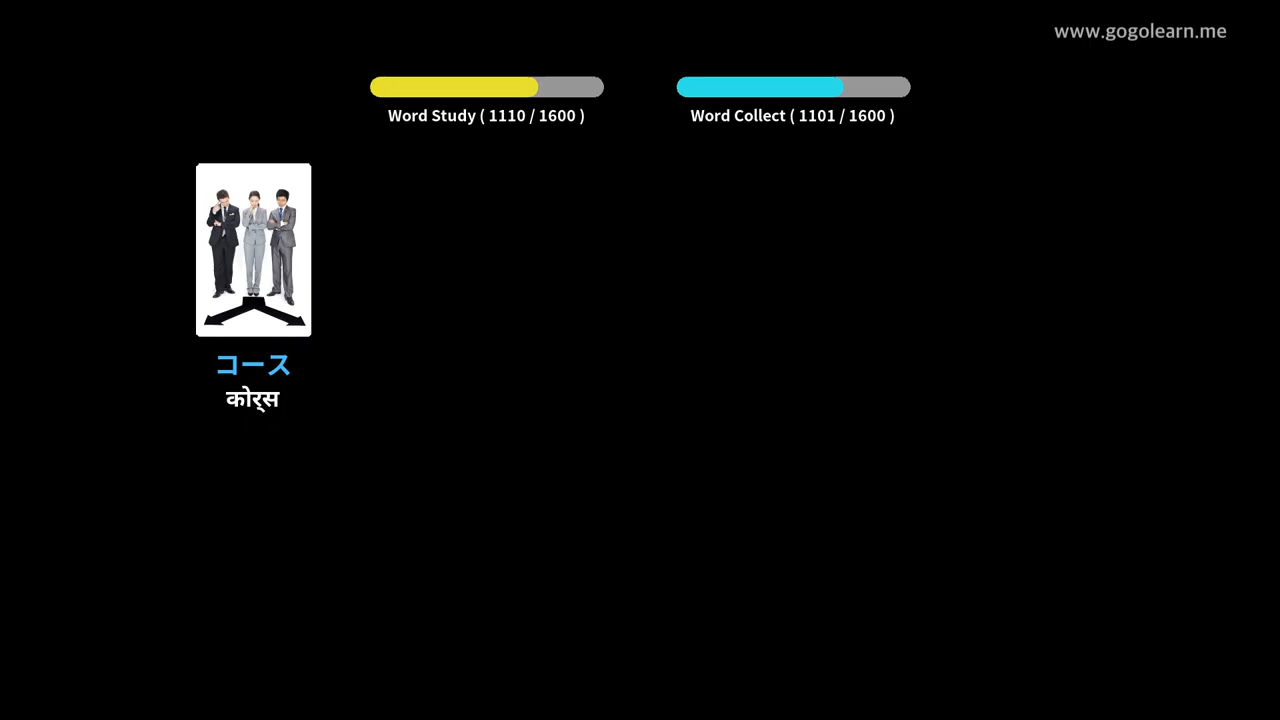 www.gogolearn.me
Word Study ( 1110 / 1600 )
Word Collect ( 1101 / 1600 )
コース
कोर्स